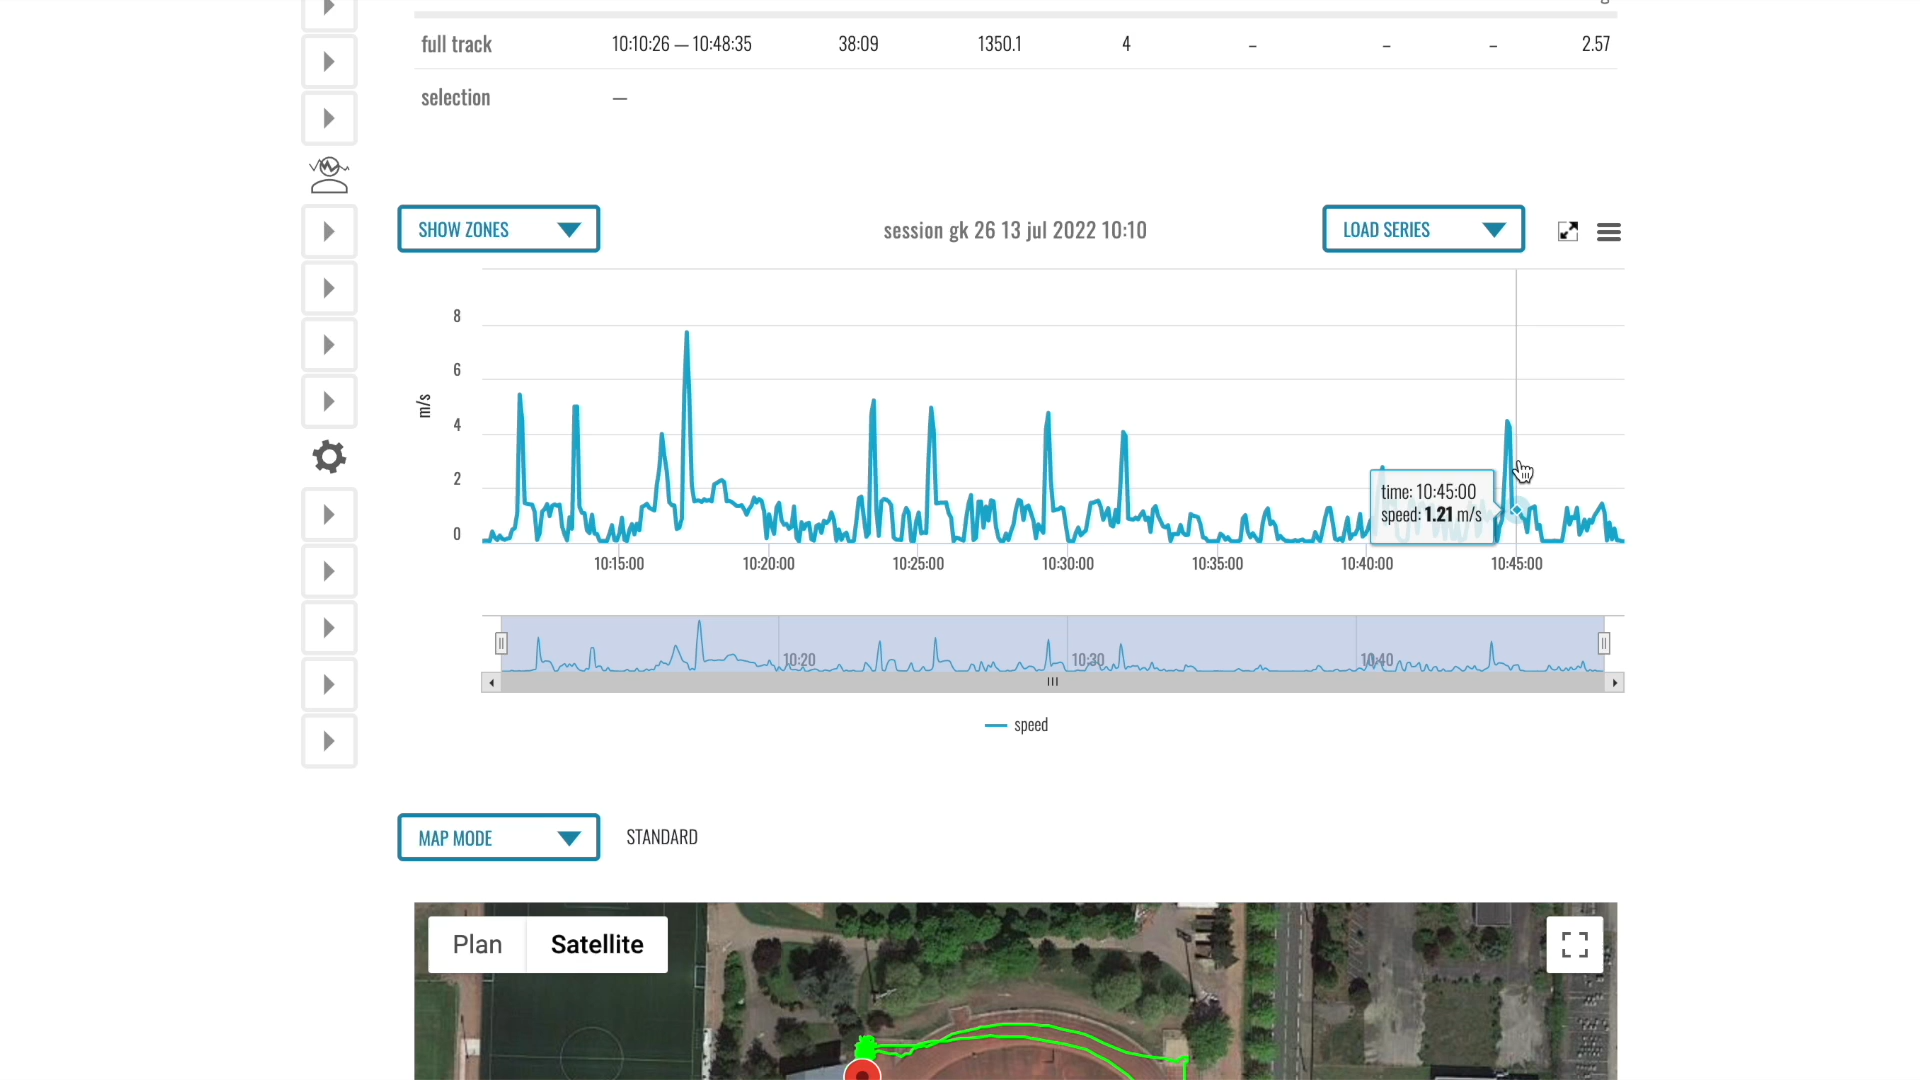 full track 10:10:26 — 10:48:35 38:09 1350.1 4 – – – 2.57
selection —
SHOW ZONES session gk 26 13 jul 2022 10:10 LOAD SERIES
8
6
m/s
4
2
0
time: 10:45:00
speed: 1.21 m/s
10:15:00 10:20:00 10:25:00 10:30:00 10:35:00 10:40:00 10:45:00
10:20 10:30 10:40
speed
MAP MODE STANDARD
Plan Satellite